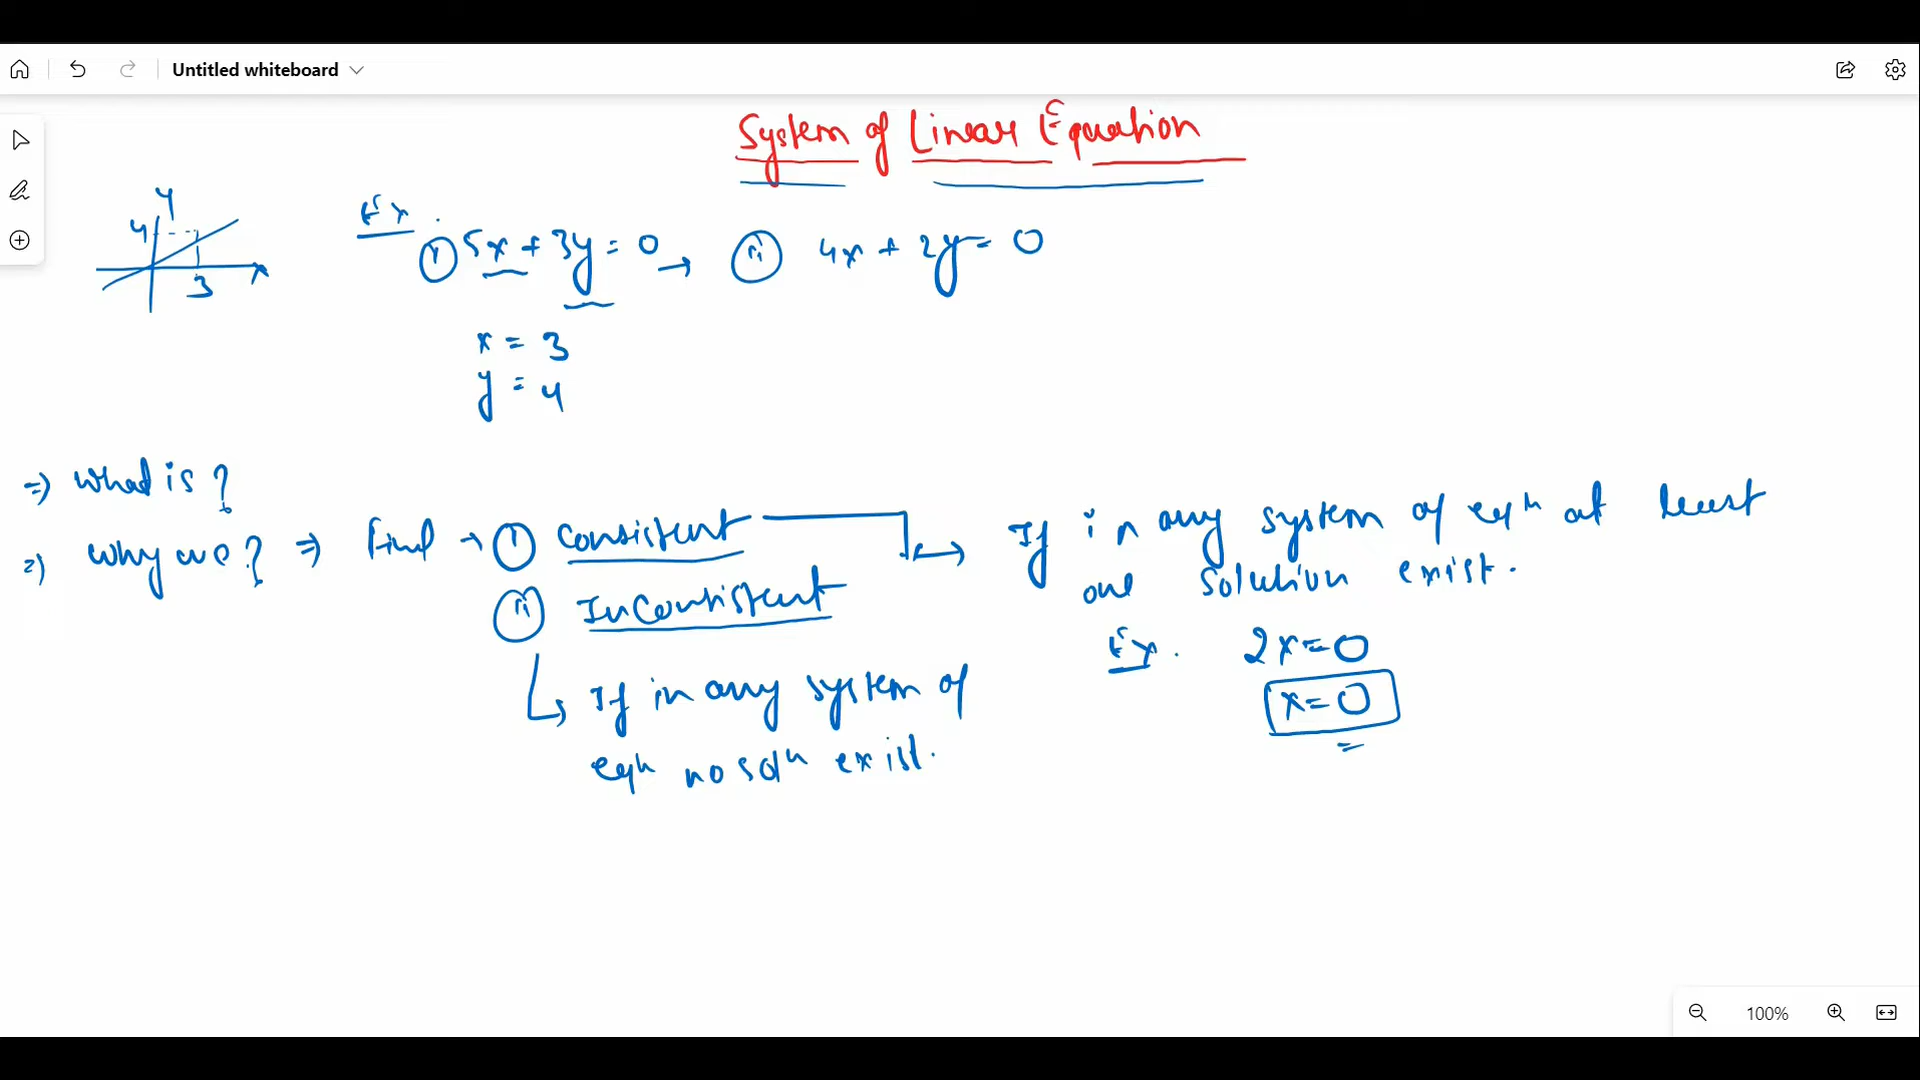 Untitled whiteboard
System of Linear Equation
y
4
3
x
Ex.
(i) 5x + 3y = 0 → (ii) 4x + 2y = 0
x = 3
y = 4
⇒ What is?
2) Why we? ⇒ Find → (i) Consistent
(ii) Inconsistent
If in any system of eqn at least
one solution exist.
Ex. 2x=0
x=0
If in any system of
eqn no soln exist.
100%